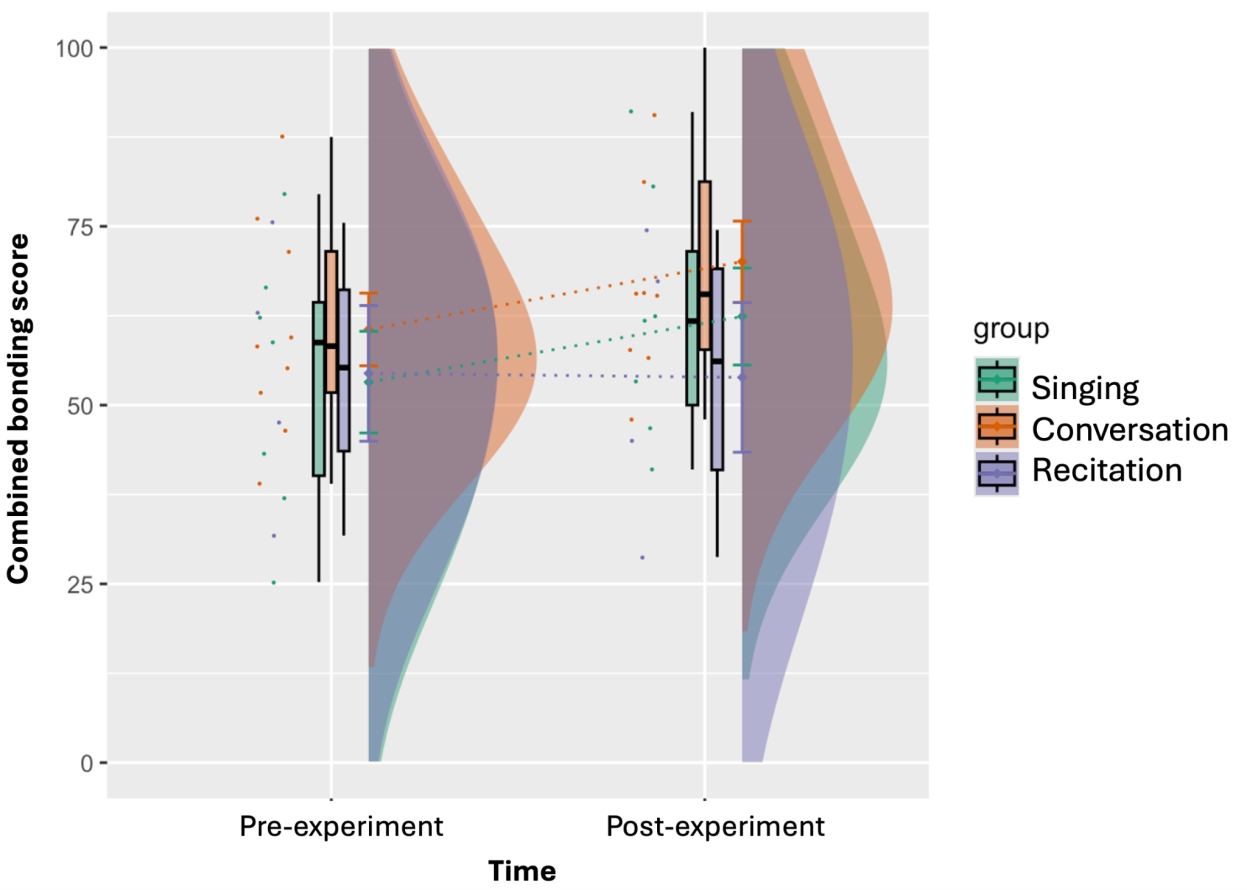 100
75
50
25
0
Combined bonding score
Pre-experiment
Post-experiment
Time
group
Singing
Conversation
Recitation